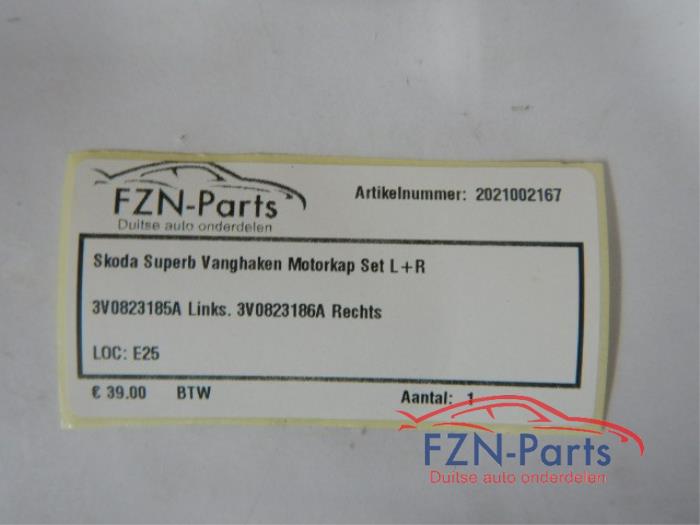 FZN-Parts
Duitse auto onderdelen
Artikelnummer: 2021002167
Skoda Superb Vanghaken Motorkap Set L+R
3V0823185A Links. 3V0823186A Rechts
LOC: E25
€ 39.00 BTW Aantal: 1
FZN-Parts
Duitse auto onderdelen